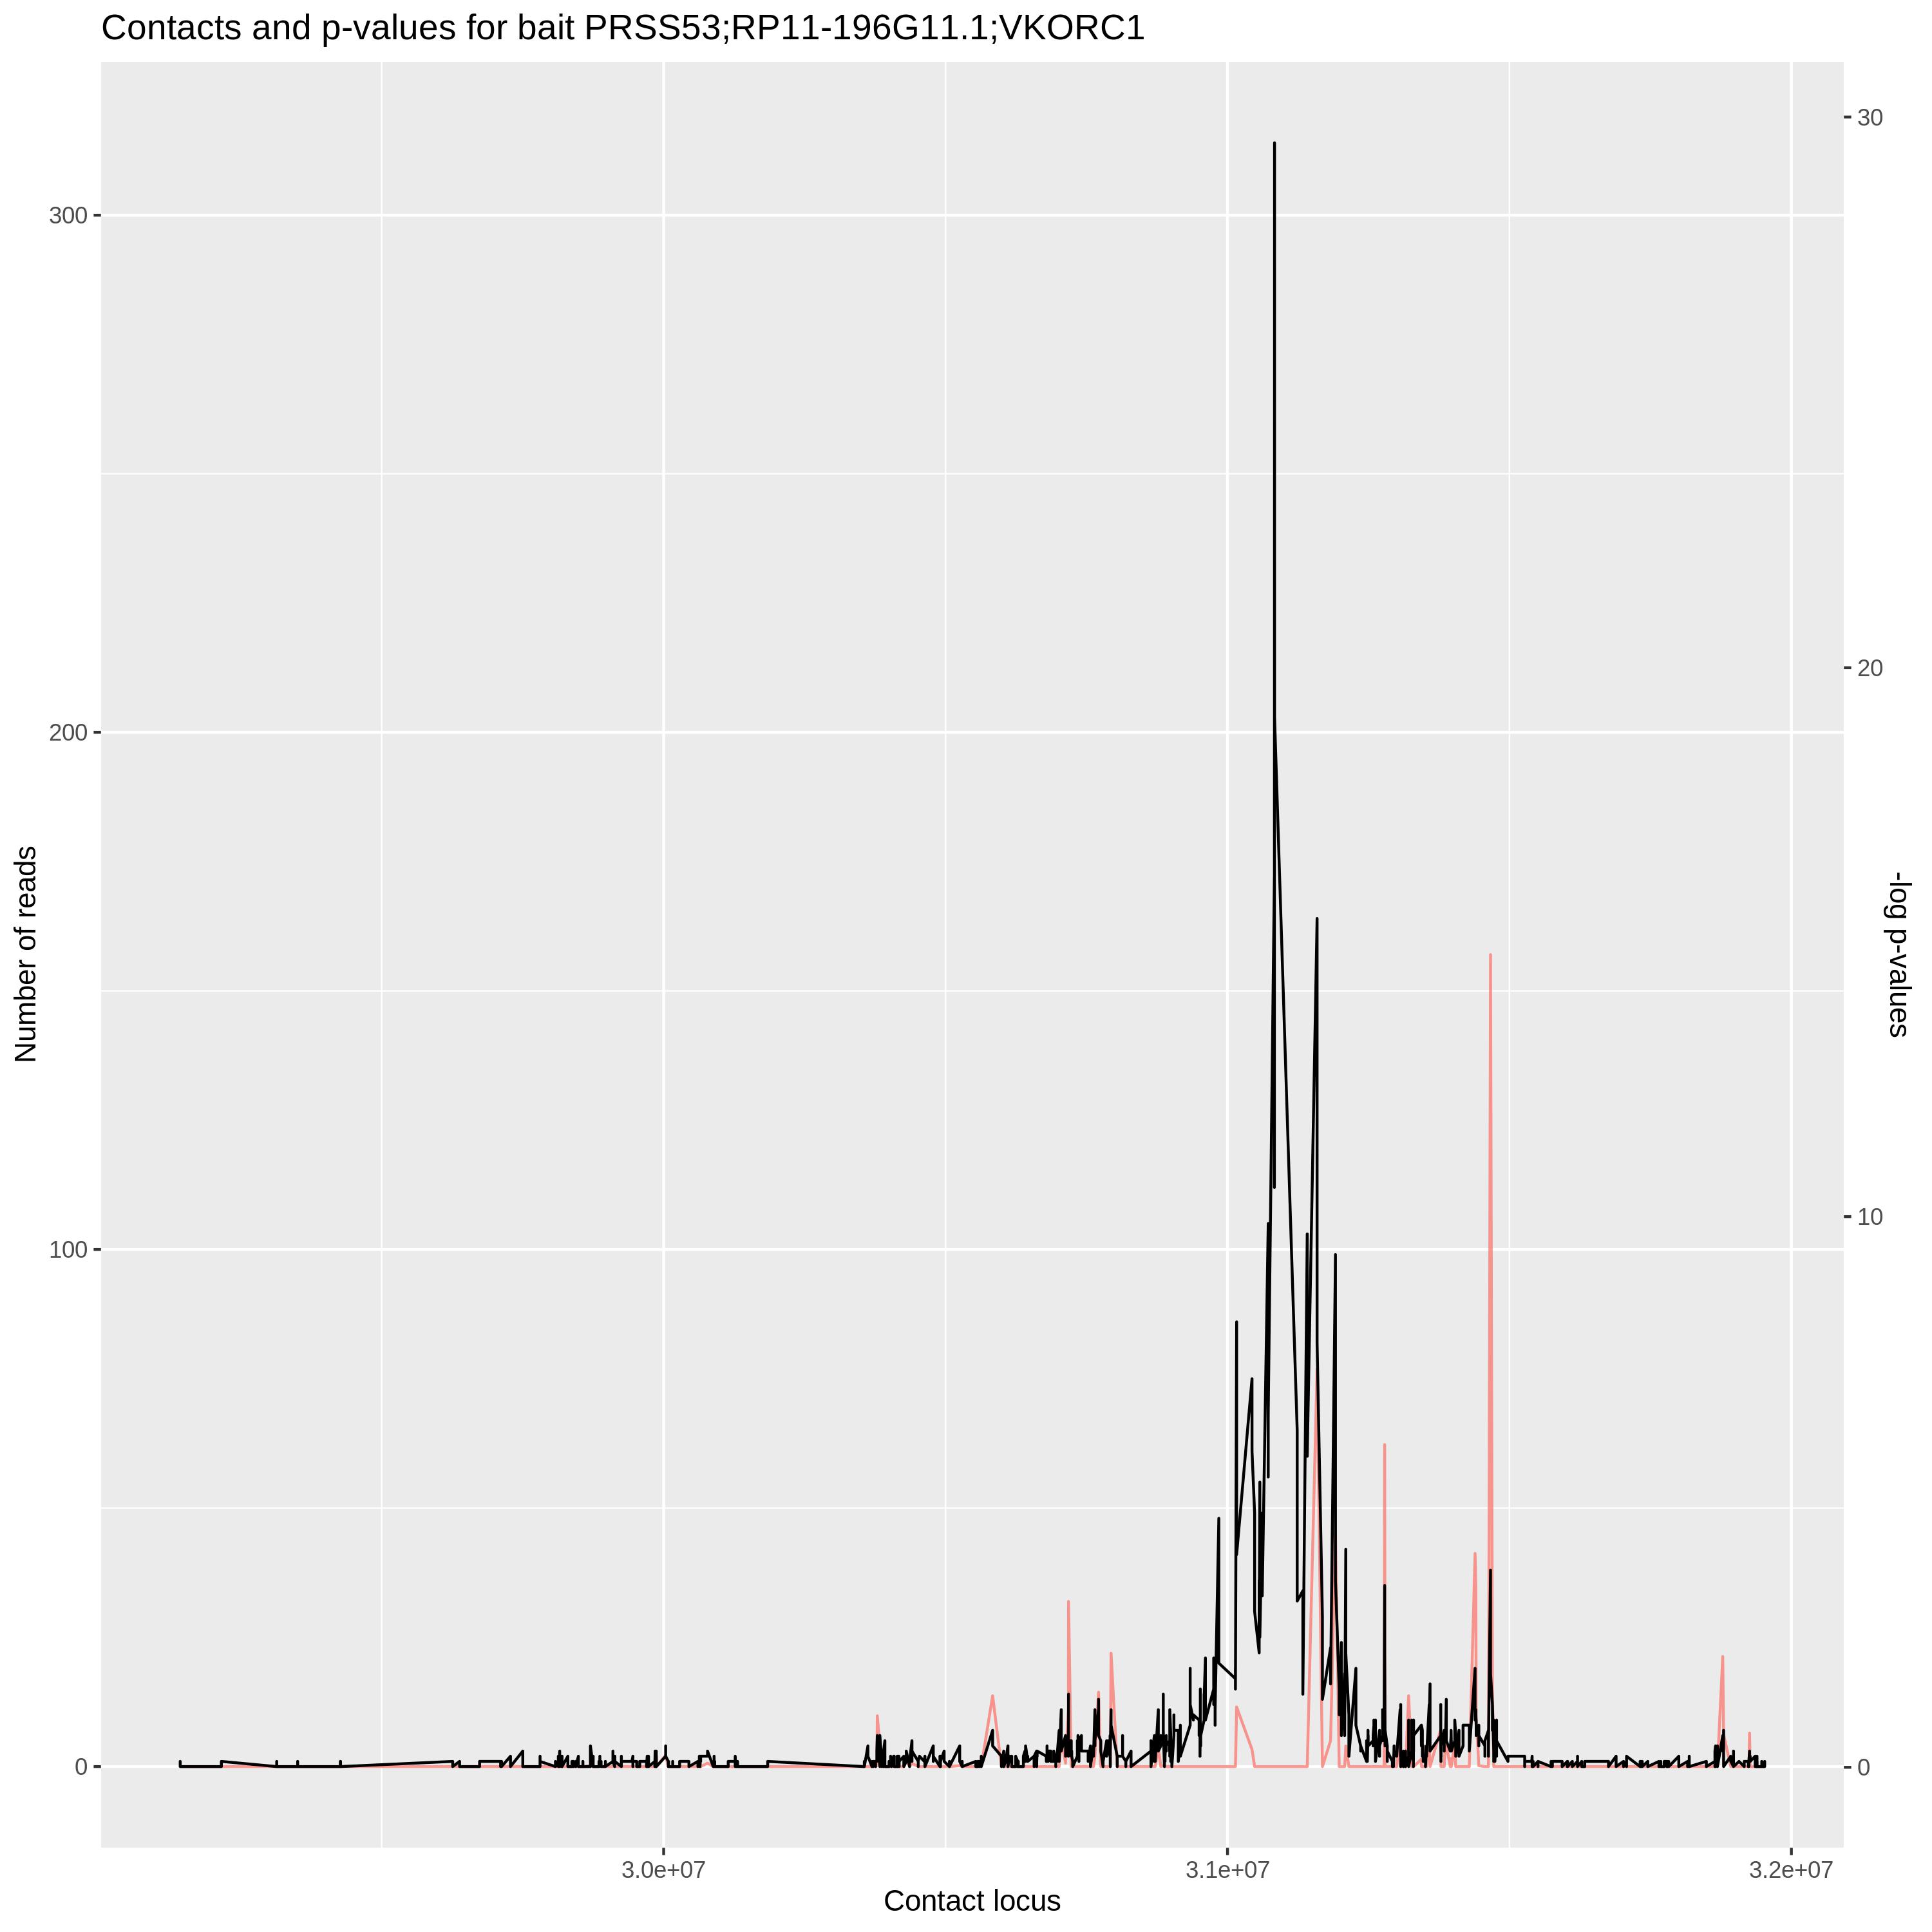 Contacts and p-values for bait PRSS53;RP11-196G11.1;VKORC1
Number of reads
300
200
100
0
30
20
10
0
-log p-values
3.0e+07
3.1e+07
3.2e+07
Contact locus